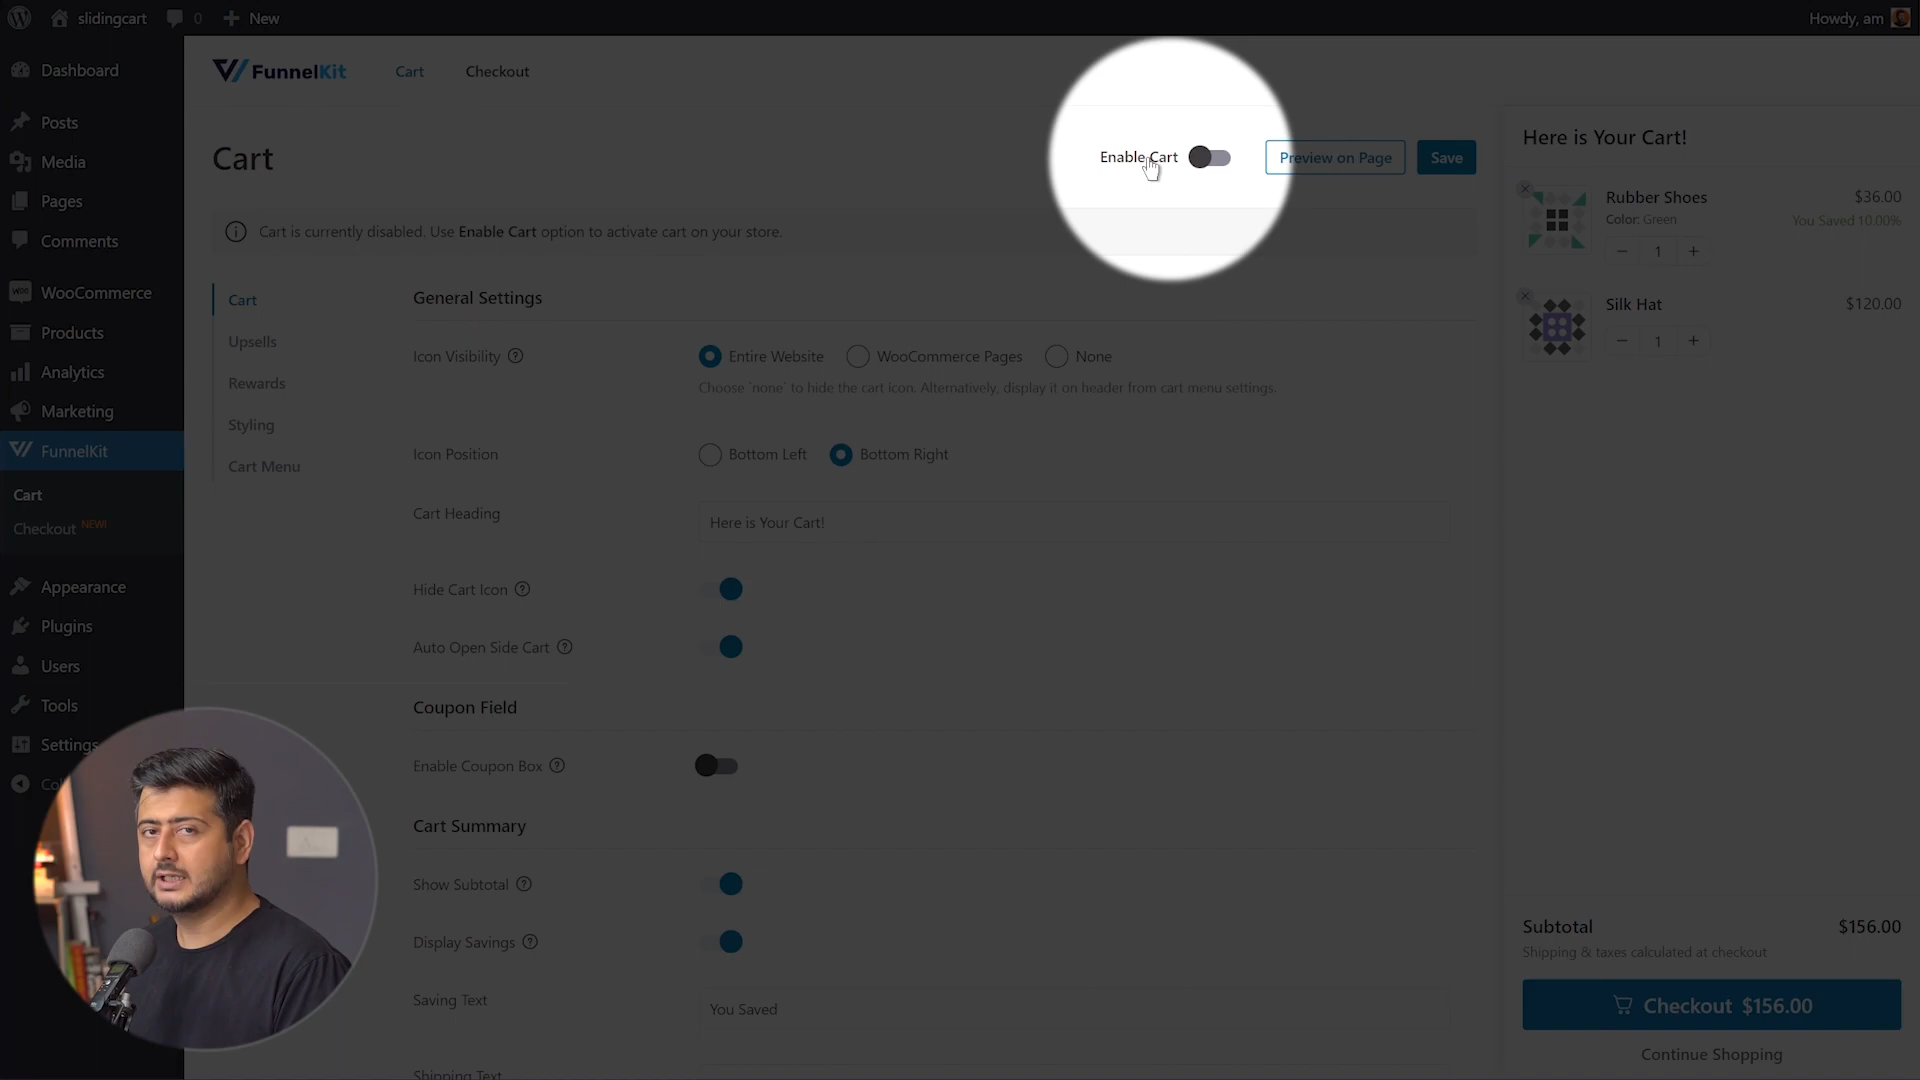 slidingcart
0
New
Howdy, am
Dashboard
Posts
Media
Pages
Comments
WooCommerce
Products
Analytics
Marketing
FunnelKit
Cart
Checkout NEW!
Appearance
Plugins
Users
Tools
Settings
FunnelKit
Cart
Checkout
Cart
Enable Cart
Preview on Page
Save
Cart is currently disabled. Use Enable Cart option to activate cart on your store.
Cart
Upsells
Rewards
Styling
Cart Menu
General Settings
Icon Visibility
Entire Website
WooCommerce Pages
None
Choose `none` to hide the cart icon. Alternatively, display it on header from cart menu settings.
Icon Position
Bottom Left
Bottom Right
Cart Heading
Here is Your Cart!
Hide Cart Icon
Auto Open Side Cart
Coupon Field
Enable Coupon Box
Cart Summary
Show Subtotal
Display Savings
Saving Text
You Saved
Shipping Text
Here is Your Cart!
Rubber Shoes
$36.00
Color: Green
You Saved 10.00%
1
Silk Hat
$120.00
1
Subtotal
$156.00
Shipping & taxes calculated at checkout
Checkout $156.00
Continue Shopping